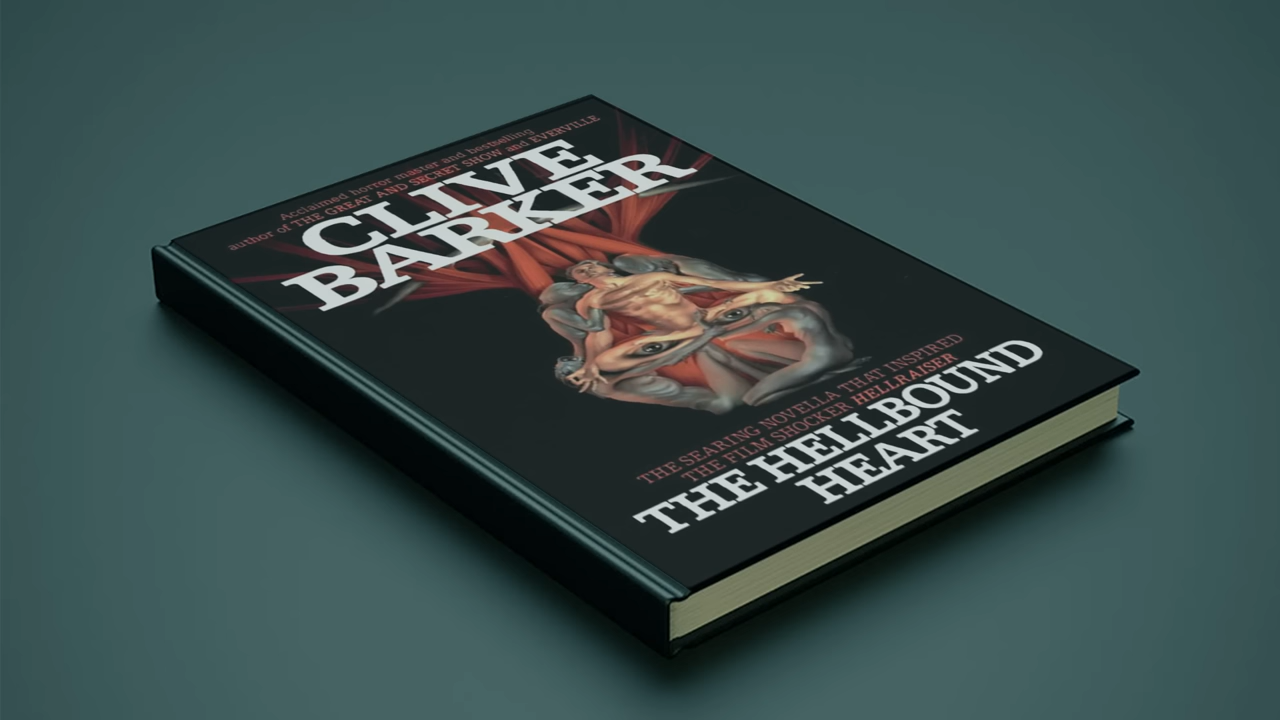 Acclaimed horror master and bestselling
author of THE GREAT AND SECRET SHOW and EVERVILLE
CLIVE
BARKER
THE SEARING NOVELLA THAT INSPIRED
THE FILM SHOCKER HELLRAISER
THE HELLBOUND
HEART